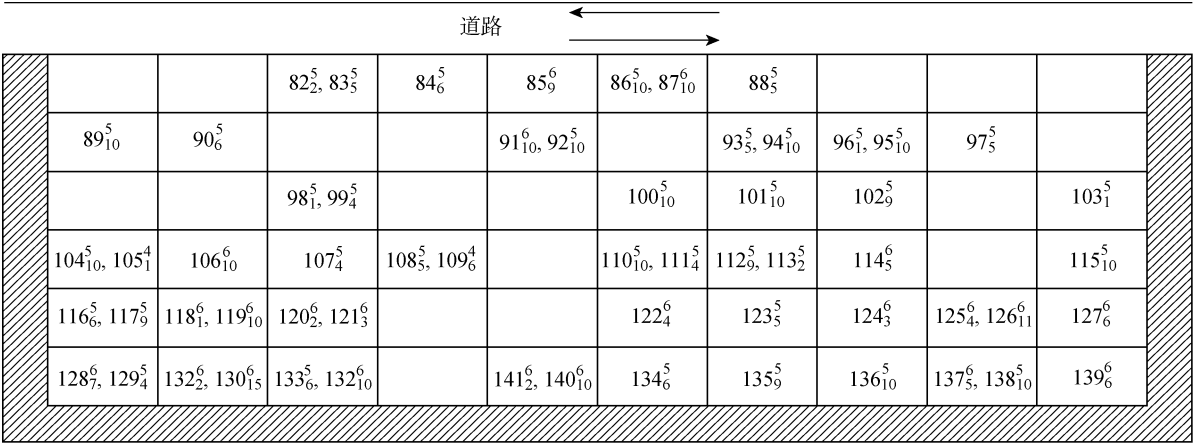 道路
82₂⁵, 83₅⁵ 84₆⁵ 85₉⁶ 86₁₀⁵, 87₁₀⁶ 88₅⁵
89₁₀⁵ 90₆⁵ 91₁₀⁶, 92₁₀⁵ 93₅⁵, 94₁₀⁵ 96₁⁵, 95₁₀⁵ 97₅⁵
98₁⁵, 99₄⁵ 100₁₀⁵ 101₁₀⁵ 102₉⁵ 103₁⁵
104₁₀⁵, 105₁⁴ 106₁₀⁶ 107₄⁵ 108₅⁵, 109₆⁴ 110₁₀⁵, 111₄⁵ 112₉⁵, 113₂⁵ 114₅⁶ 115₁₀⁵
116₆⁵, 117₉⁵ 118₁⁶, 119₁₀⁶ 120₂⁶, 121₃⁶ 122₄⁶ 123₅⁵ 124₃⁶ 125₄⁶, 126₁₁⁶ 127₆⁶
128₇⁶, 129₄⁵ 132₂⁶, 130₁₅⁶ 133₆⁵, 132₁₀⁶ 141₂⁶, 140₁₀⁶ 134₆⁵ 135₉⁵ 136₁₀⁵ 137₅⁶, 138₁₀⁵ 139₆⁶